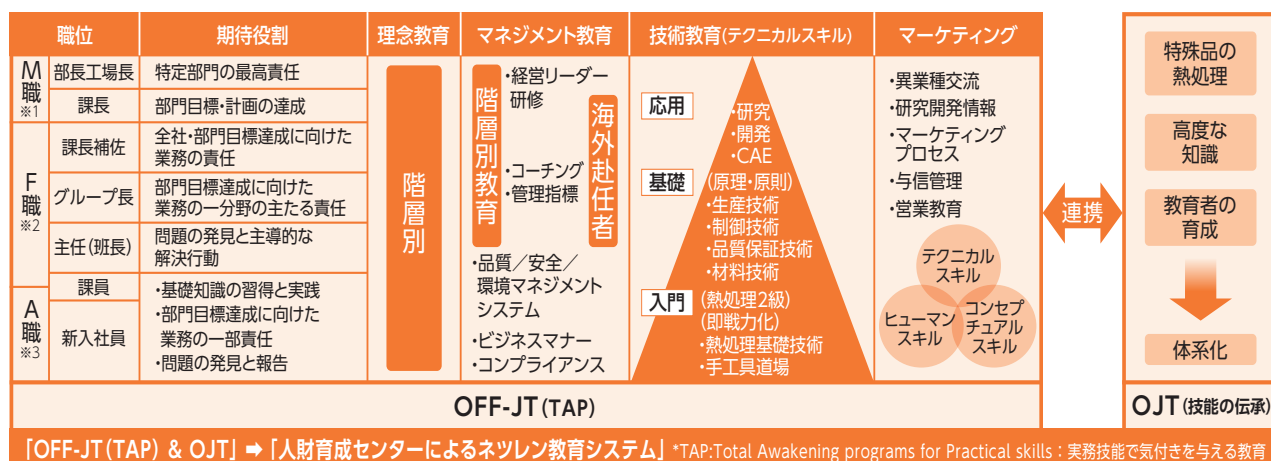 職位
期待役割
理念教育
マネジメント教育
技術教育(テクニカルスキル)
マーケティング
M職
※1
部長工場長
特定部門の最高責任
課長
部門目標・計画の達成
F職
※2
課長補佐
全社・部門目標達成に向けた
業務の責任
グループ長
部門目標達成に向けた
業務の一分野の主たる責任
主任(班長)
問題の発見と主導的な
解決行動
A職
※3
課員
新入社員
・基礎知識の習得と実践
・部門目標達成に向けた
業務の一部責任
・問題の発見と報告
階層別
階層別教育
・経営リーダー
研修
海外赴任者
・コーチング
・管理指標
・品質/安全/
環境マネジメント
システム
・ビジネスマナー
・コンプライアンス
応用
・研究
・開発
・CAE
基礎
(原理・原則)
・生産技術
・制御技術
・品質保証技術
・材料技術
入門
(熱処理2級)
(即戦力化)
・熱処理基礎技術
・手工具道場
・異業種交流
・研究開発情報
・マーケティング
プロセス
・与信管理
・営業教育
テクニカル
スキル
ヒューマン
スキル
コンセプ
チュアル
スキル
OFF-JT(TAP)
連携
特殊品の
熱処理
高度な
知識
教育者の
育成
体系化
OJT(技能の伝承)
「OFF-JT(TAP) & OJT」➡「人財育成センターによるネツレン教育システム」*TAP:Total Awakening programs for Practical skills:実務技能で気付きを与える教育